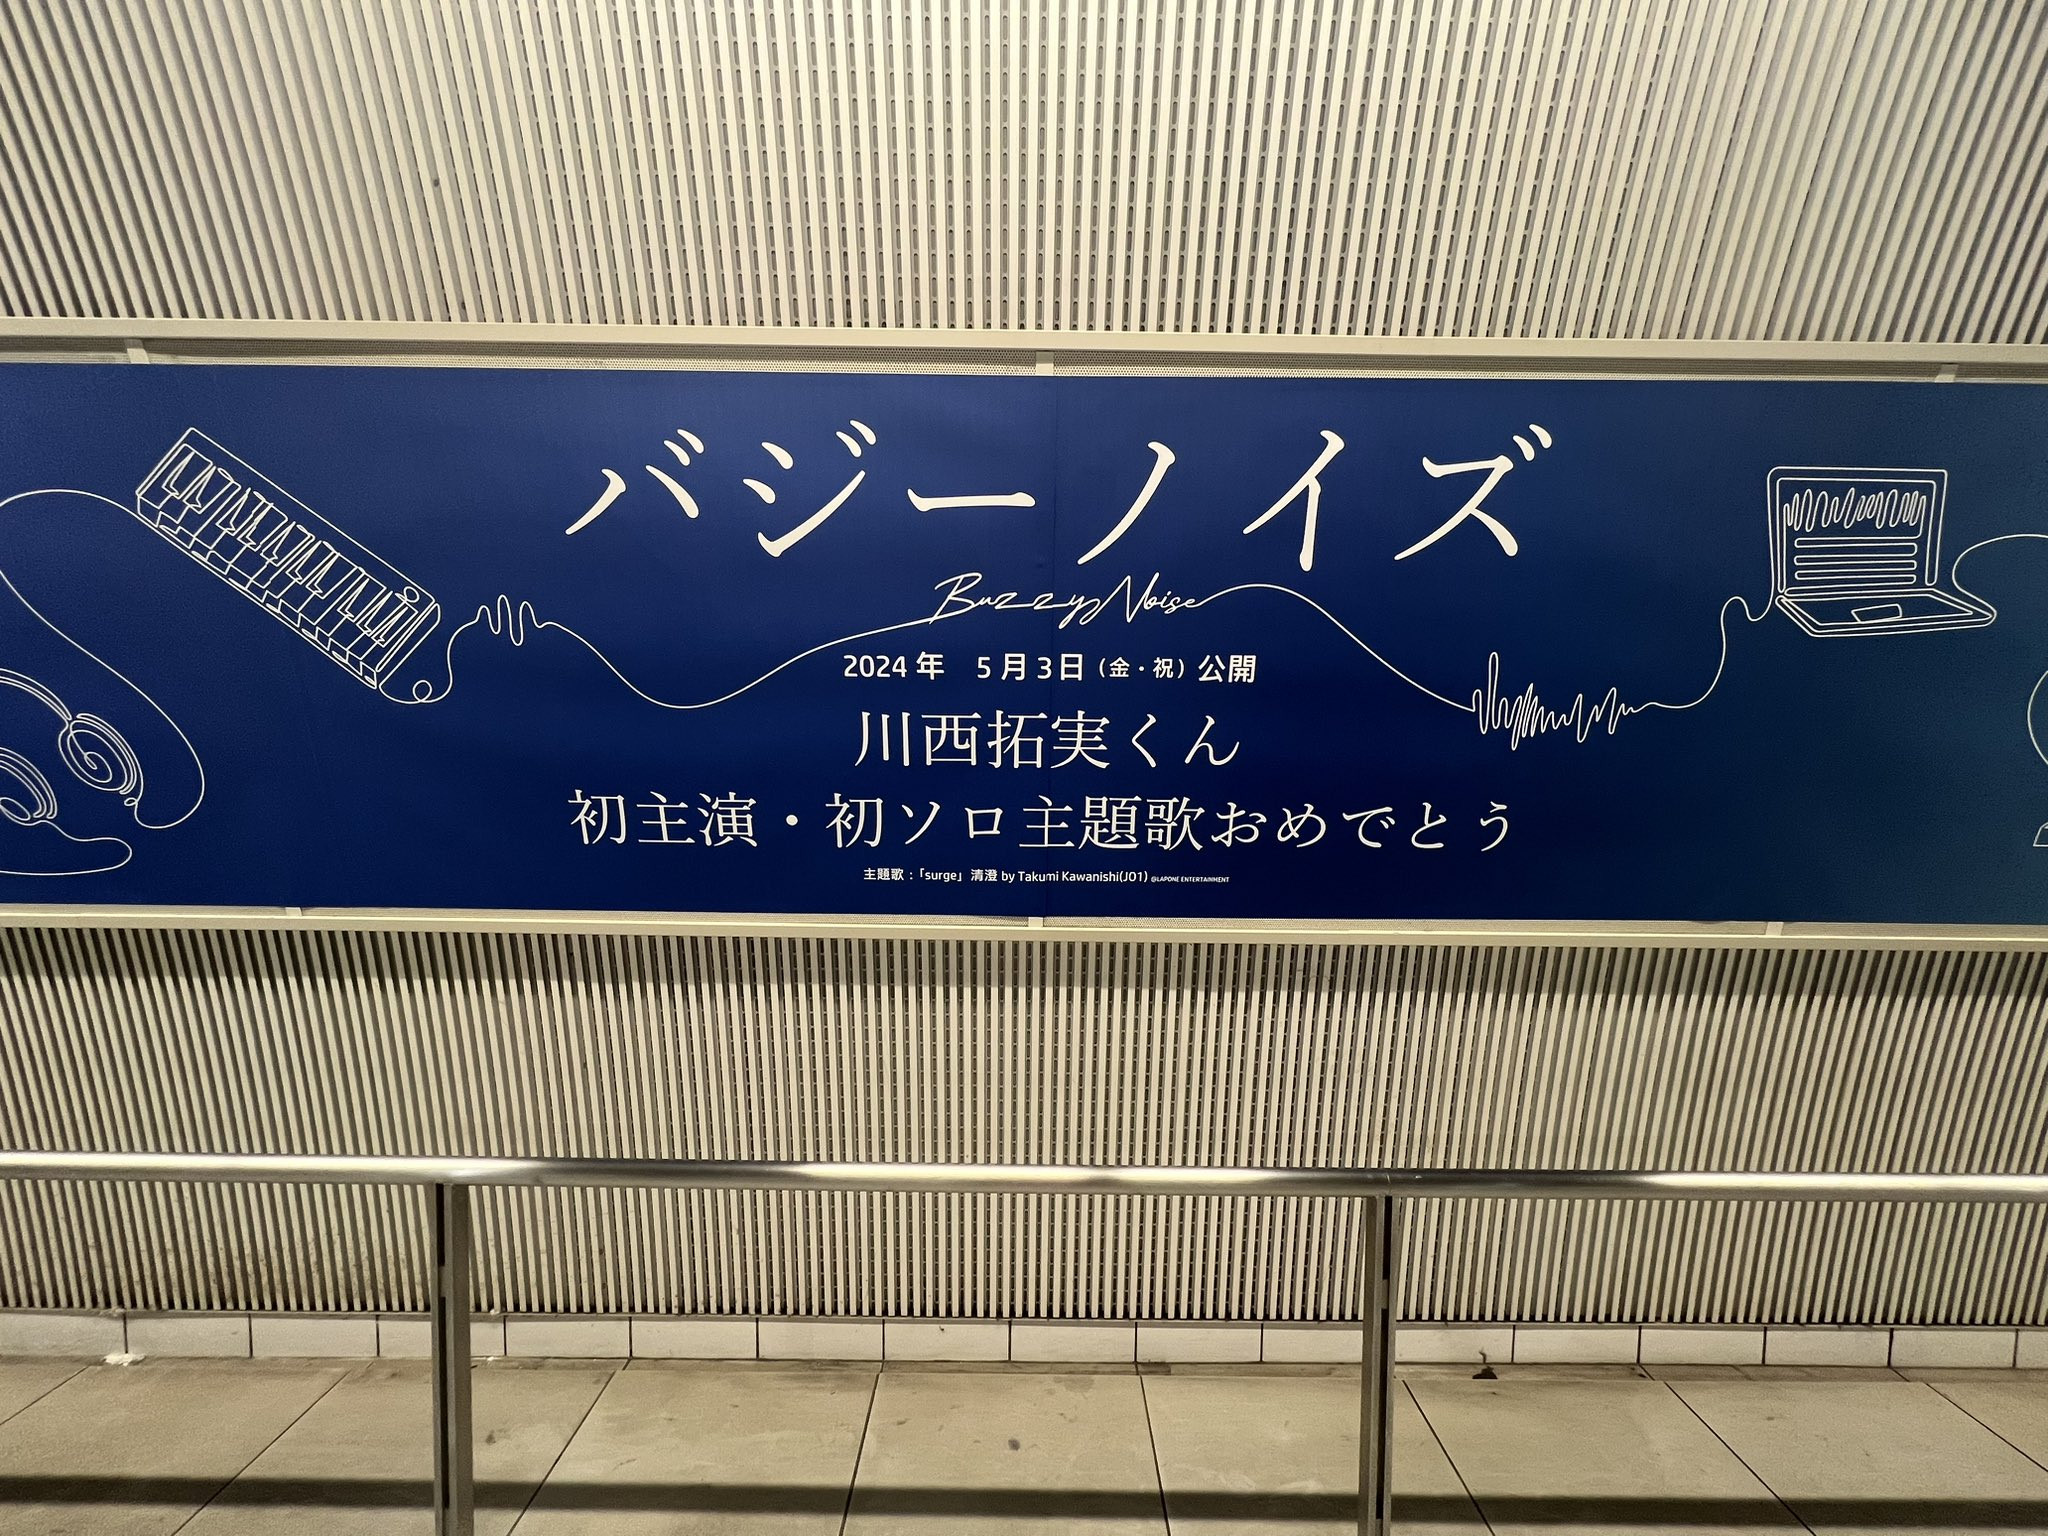 バジーノイズ
Buzzy Noise
2024年　5月3日（金・祝）公開
川西拓実くん
初主演・初ソロ主題歌おめでとう
主題歌：「surge」清澄 by Takumi Kawanishi(JO1) @LAPONE ENTERTAINMENT